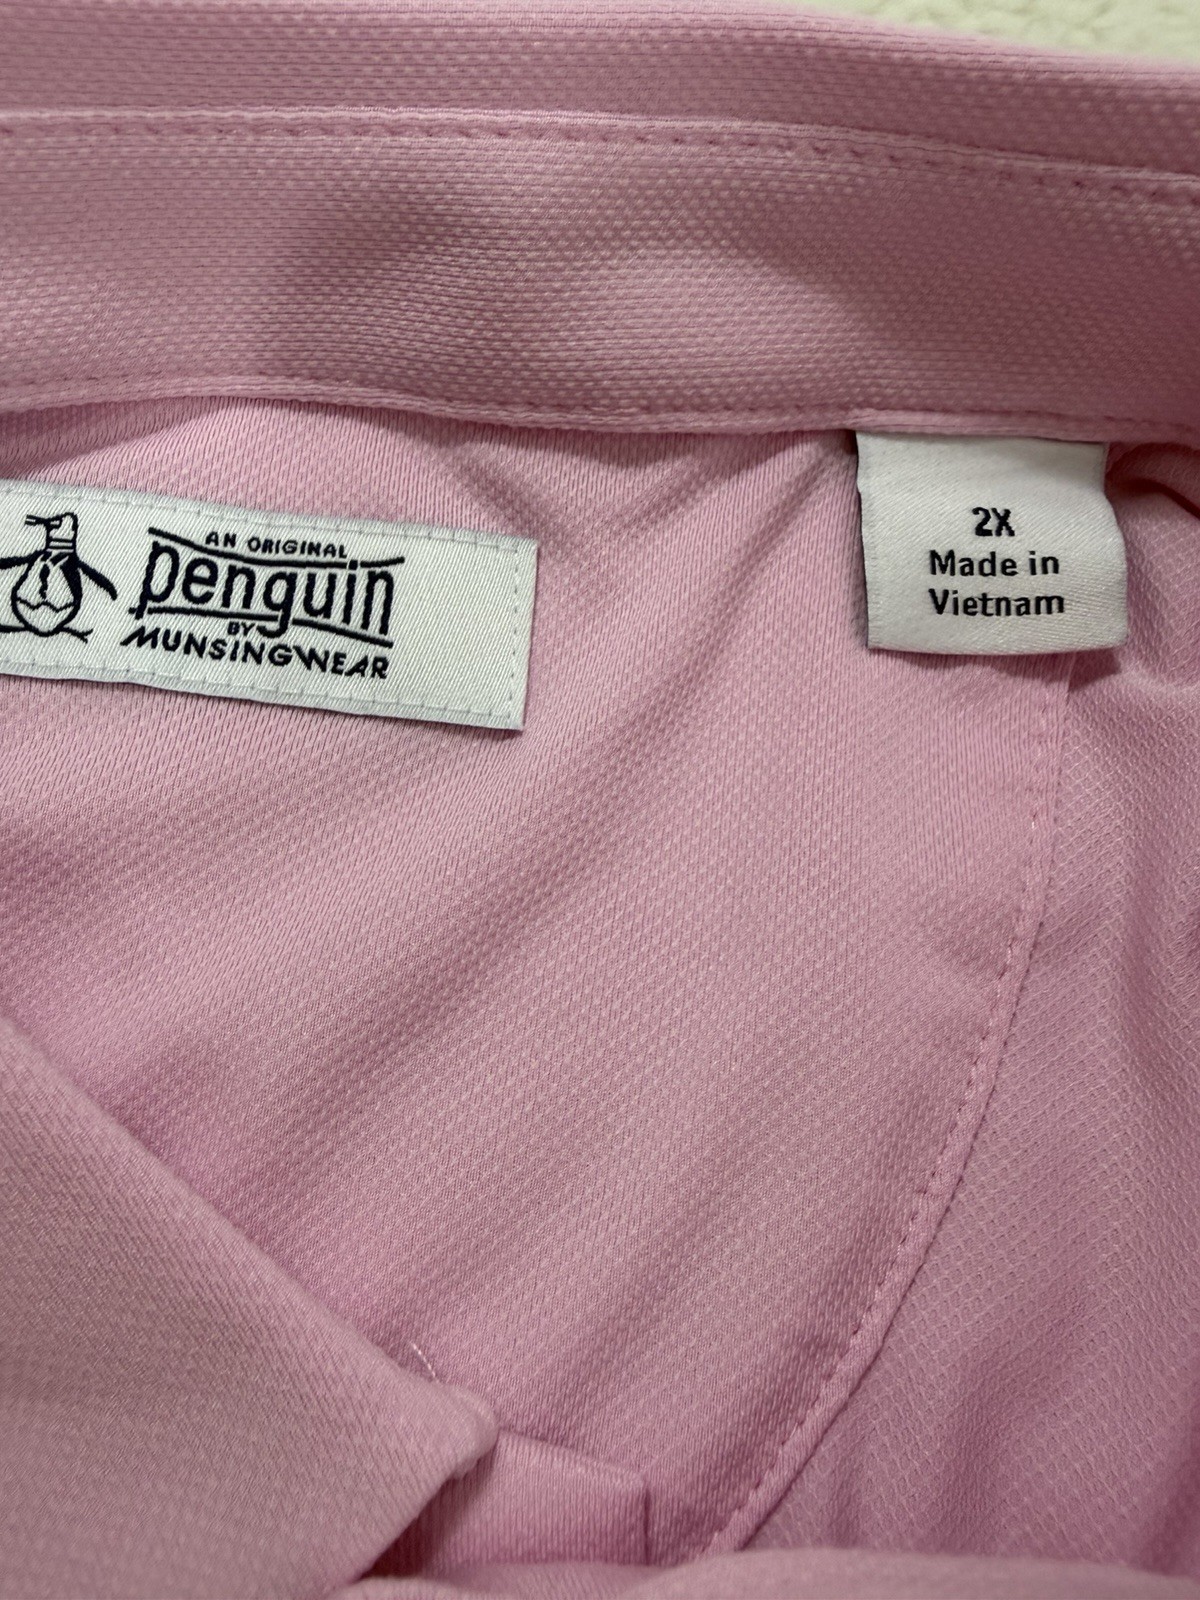 AN ORIGINAL
penguin
BY
MUNSINGWEAR
2X
Made in
Vietnam